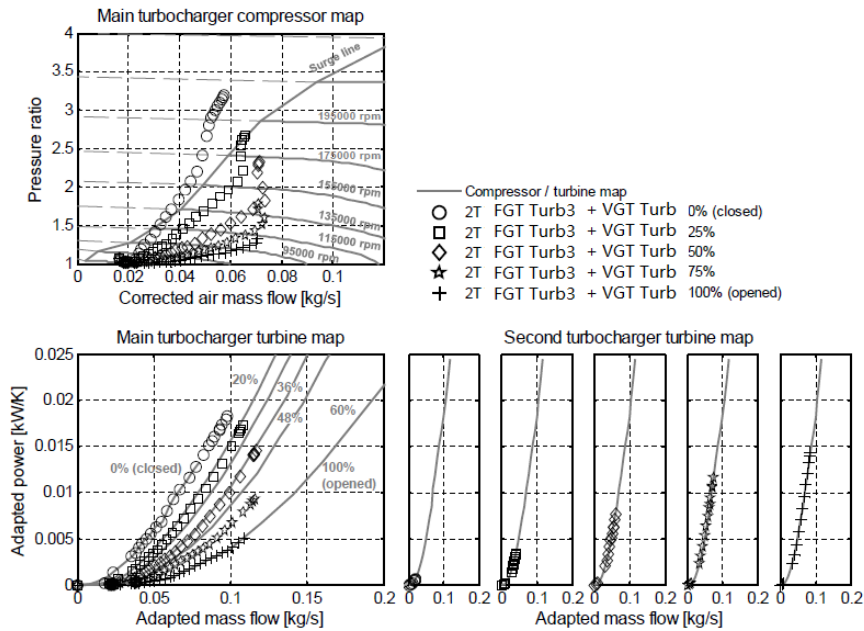 Main turbocharger compressor map
4
3.5
3
2.5
2
1.5
1
Pressure ratio
Surge line
195000 rpm
175000 rpm
155000 rpm
135000 rpm
115000 rpm
95000 rpm
0 0.02 0.04 0.06 0.08 0.1
Corrected air mass flow [kg/s]
Compressor / turbine map
2T FGT Turb3 + VGT Turb 0% (closed)
2T FGT Turb3 + VGT Turb 25%
2T FGT Turb3 + VGT Turb 50%
2T FGT Turb3 + VGT Turb 75%
2T FGT Turb3 + VGT Turb 100% (opened)
Main turbocharger turbine map
0.025
0.02
0.015
0.01
0.005
0
Adapted power [kW/K]
20%
36%
48%
60%
0% (closed)
100%
(opened)
0 0.05 0.1 0.15 0.2
Adapted mass flow [kg/s]
Second turbocharger turbine map
0 0.1 0.2 0 0.1 0.2 0 0.1 0.2 0 0.1 0.2 0 0.1 0.2
Adapted mass flow [kg/s]